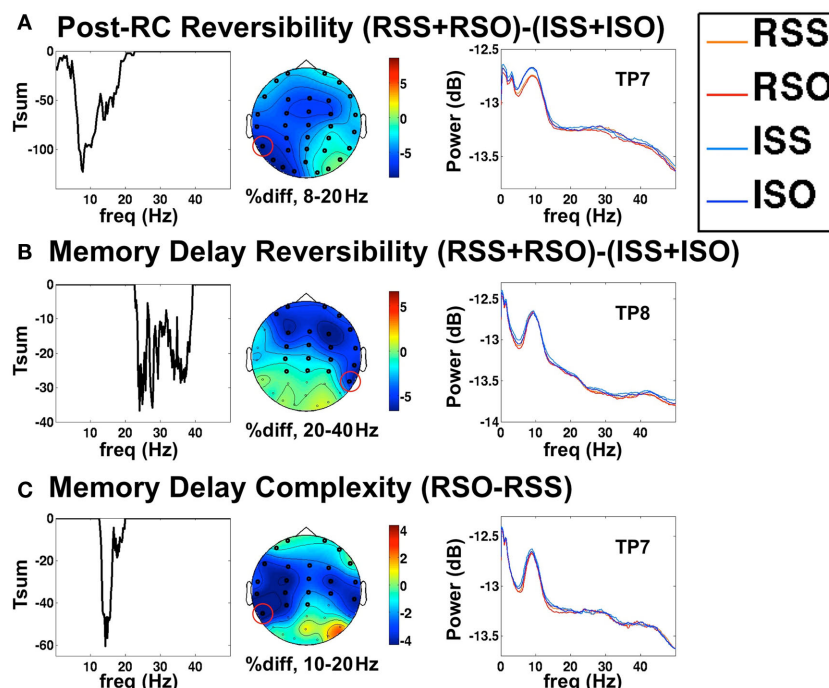 A Post-RC Reversibility (RSS+RSO)-(ISS+ISO)
Tsum
0
-50
-100
10 20 30 40
freq (Hz)
5
0
-5
%diff, 8-20Hz
Power (dB)
-12.5
-13
-13.5
TP7
0 10 20 30 40 50
freq (Hz)
RSS
RSO
ISS
ISO
B Memory Delay Reversibility (RSS+RSO)-(ISS+ISO)
Tsum
0
-10
-20
-30
-40
10 20 30 40
freq (Hz)
5
0
-5
%diff, 20-40Hz
Power (dB)
-12.5
-13
-13.5
-14
TP8
0 10 20 30 40 50
freq (Hz)
C Memory Delay Complexity (RSO-RSS)
Tsum
0
-20
-40
-60
10 20 30 40
freq (Hz)
4
2
0
-2
-4
%diff, 10-20Hz
Power (dB)
-12.5
-13
-13.5
TP7
0 10 20 30 40 50
freq (Hz)